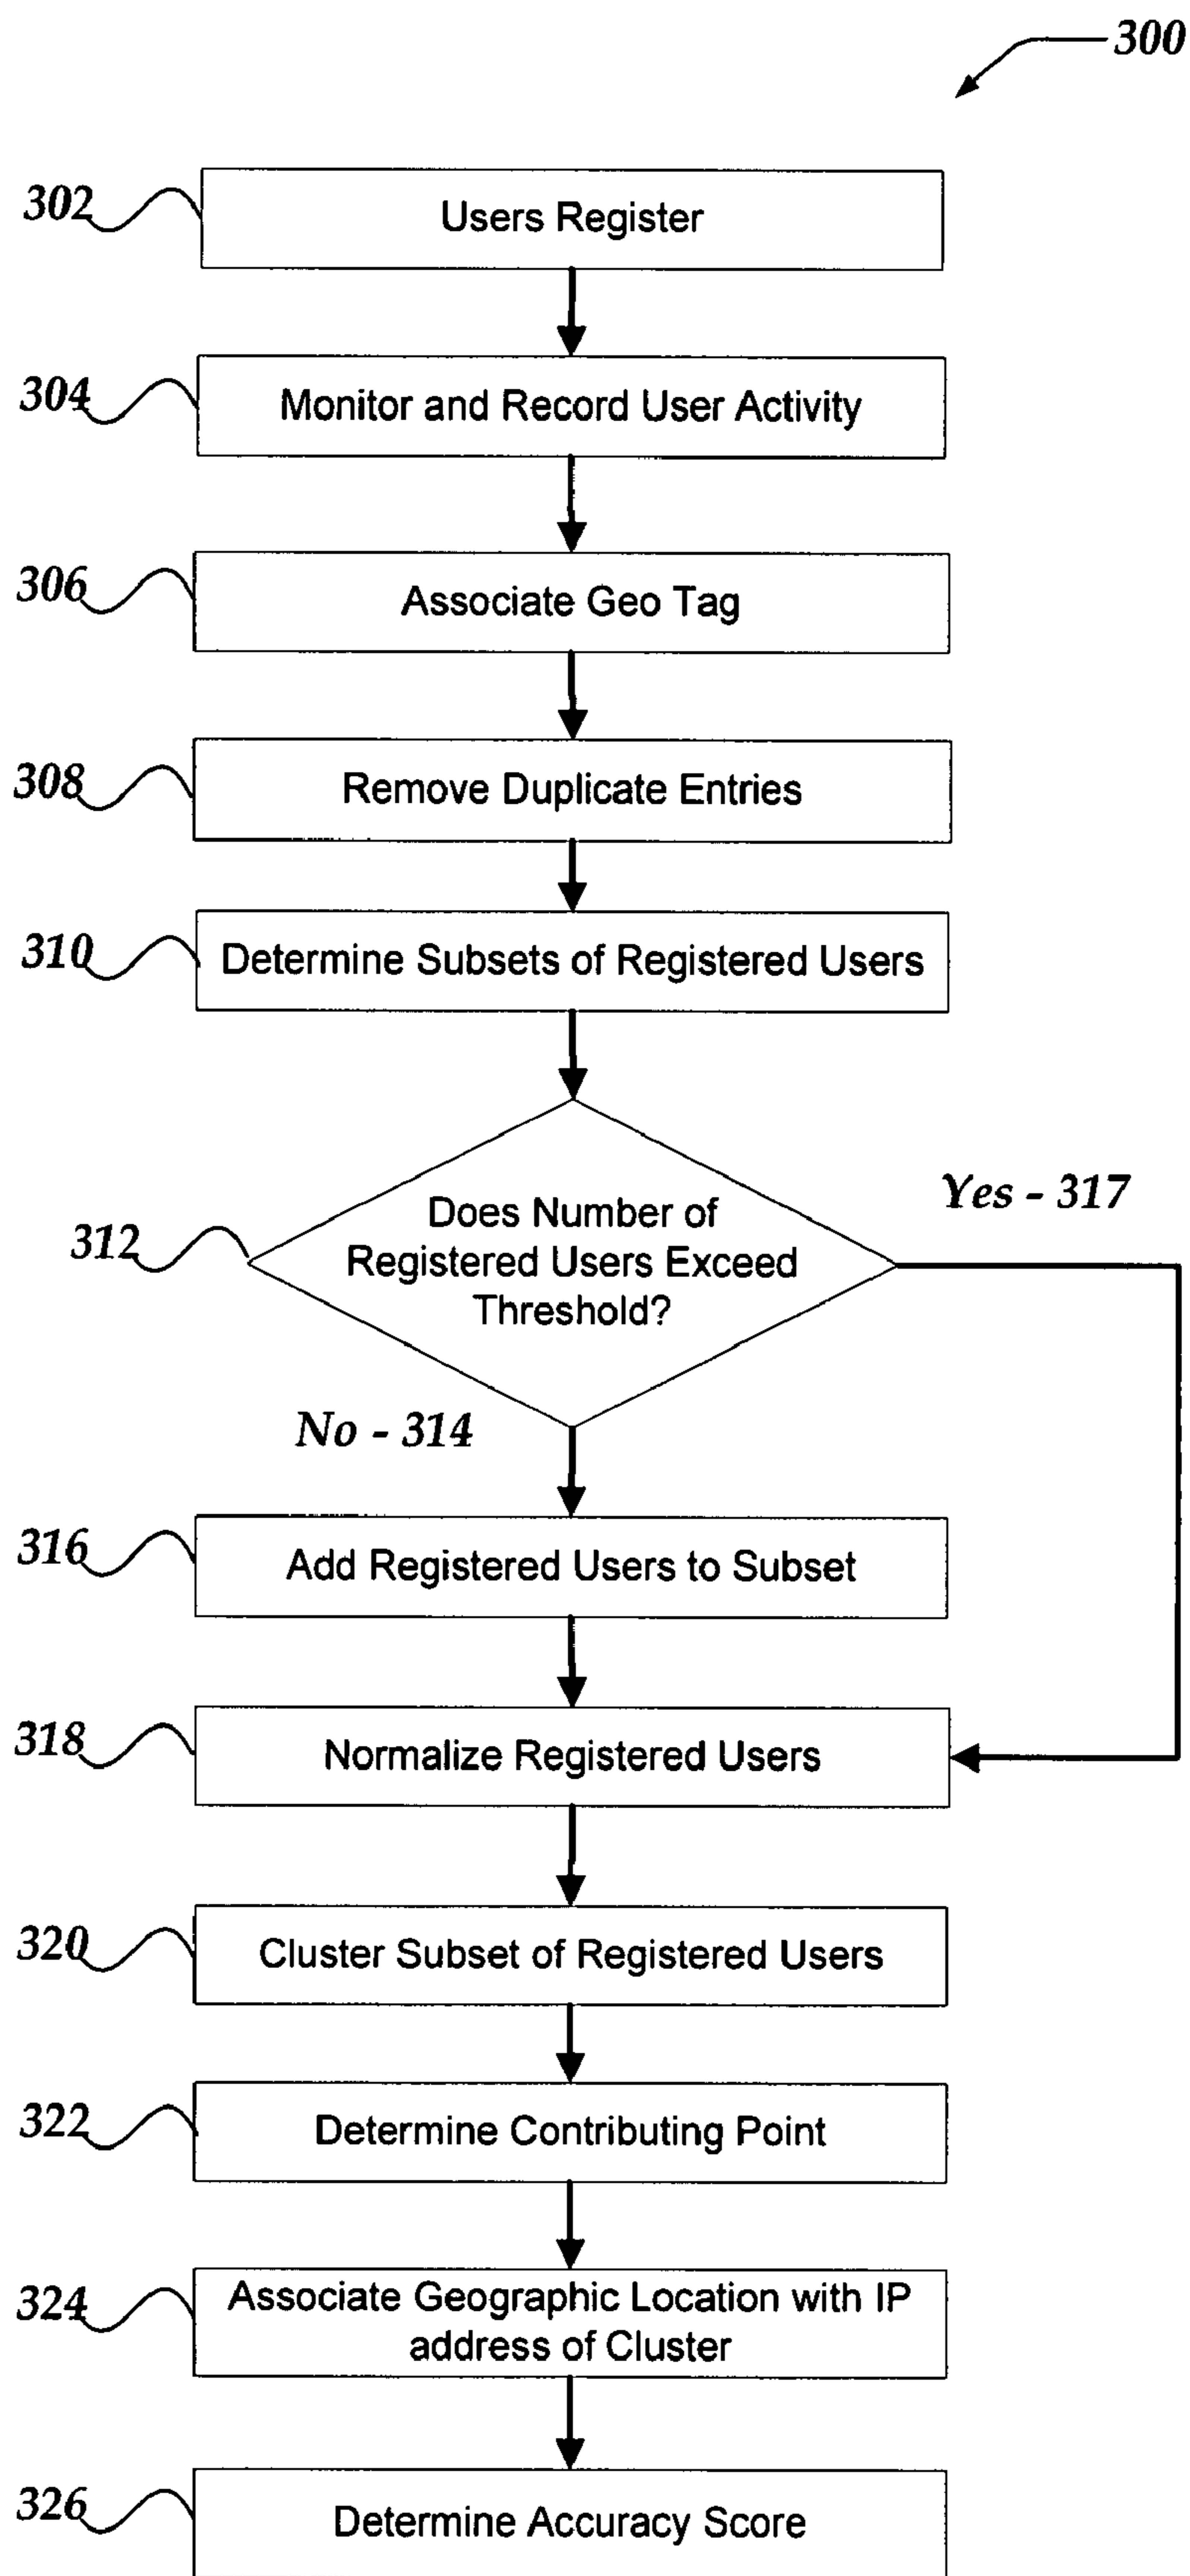 300
302
Users Register
304
Monitor and Record User Activity
306
Associate Geo Tag
308
Remove Duplicate Entries
310
Determine Subsets of Registered Users
312
Does Number of
Registered Users Exceed
Threshold?
Yes - 317
No - 314
316
Add Registered Users to Subset
318
Normalize Registered Users
320
Cluster Subset of Registered Users
322
Determine Contributing Point
324
Associate Geographic Location with IP
address of Cluster
326
Determine Accuracy Score